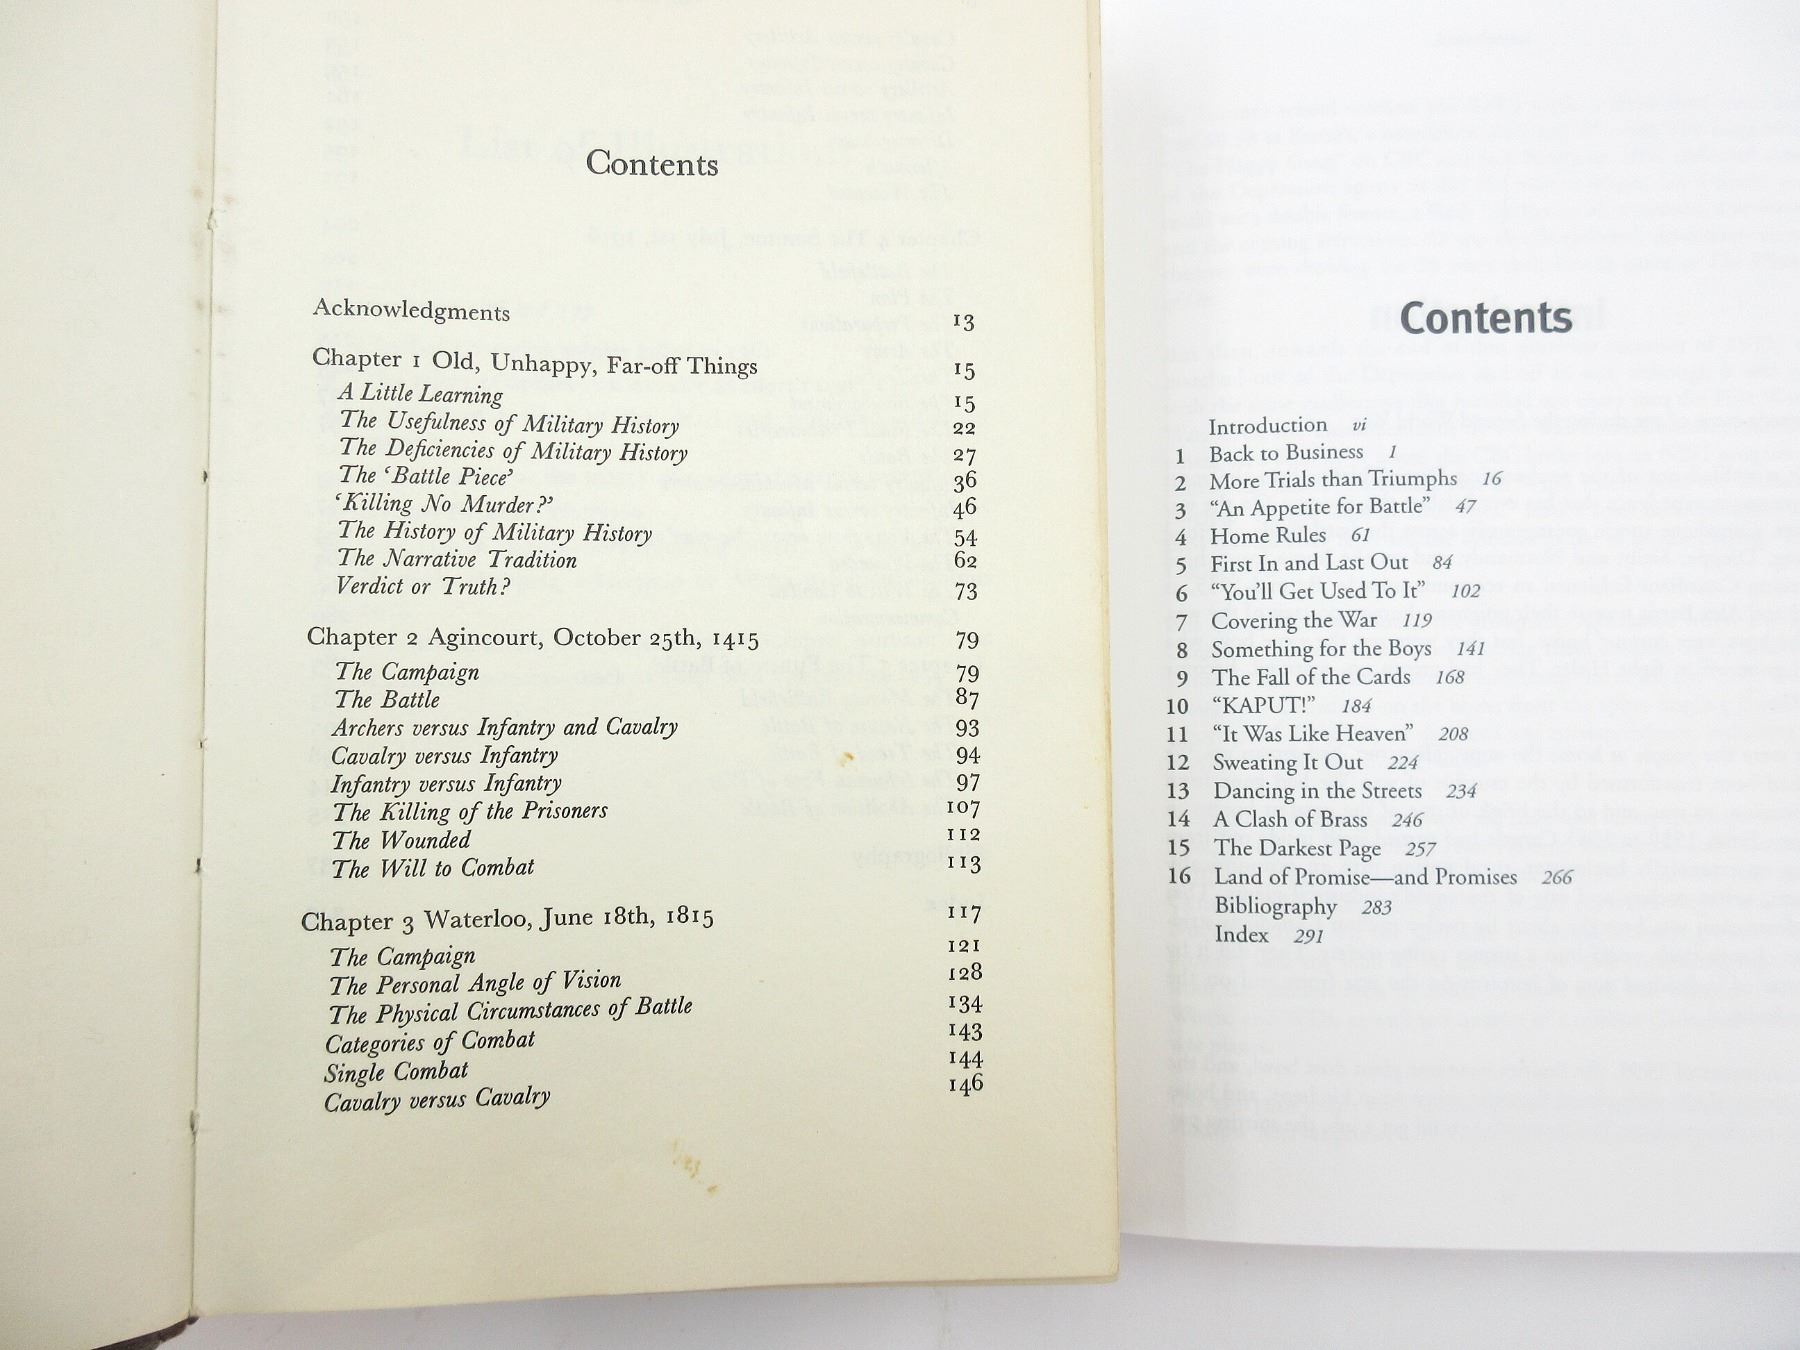 Contents
Acknowledgments 13
Chapter 1 Old, Unhappy, Far-off Things 15
A Little Learning 15
The Usefulness of Military History 22
The Deficiencies of Military History 27
The ‘Battle Piece’ 36
‘Killing No Murder?’ 46
The History of Military History 54
The Narrative Tradition 62
Verdict or Truth? 73
Chapter 2 Agincourt, October 25th, 1415 79
The Campaign 79
The Battle 87
Archers versus Infantry and Cavalry 93
Cavalry versus Infantry 94
Infantry versus Infantry 97
The Killing of the Prisoners 107
The Wounded 112
The Will to Combat 113
Chapter 3 Waterloo, June 18th, 1815 117
The Campaign 121
The Personal Angle of Vision 128
The Physical Circumstances of Battle 134
Categories of Combat 143
Single Combat 144
Cavalry versus Cavalry 146
Contents
Introduction vi
1 Back to Business 1
2 More Trials than Triumphs 16
3 “An Appetite for Battle” 47
4 Home Rules 61
5 First In and Last Out 84
6 “You’ll Get Used To It” 102
7 Covering the War 119
8 Something for the Boys 141
9 The Fall of the Cards 168
10 “KAPUT!” 184
11 “It Was Like Heaven” 208
12 Sweating It Out 224
13 Dancing in the Streets 234
14 A Clash of Brass 246
15 The Darkest Page 257
16 Land of Promise—and Promises 266
Bibliography 283
Index 291